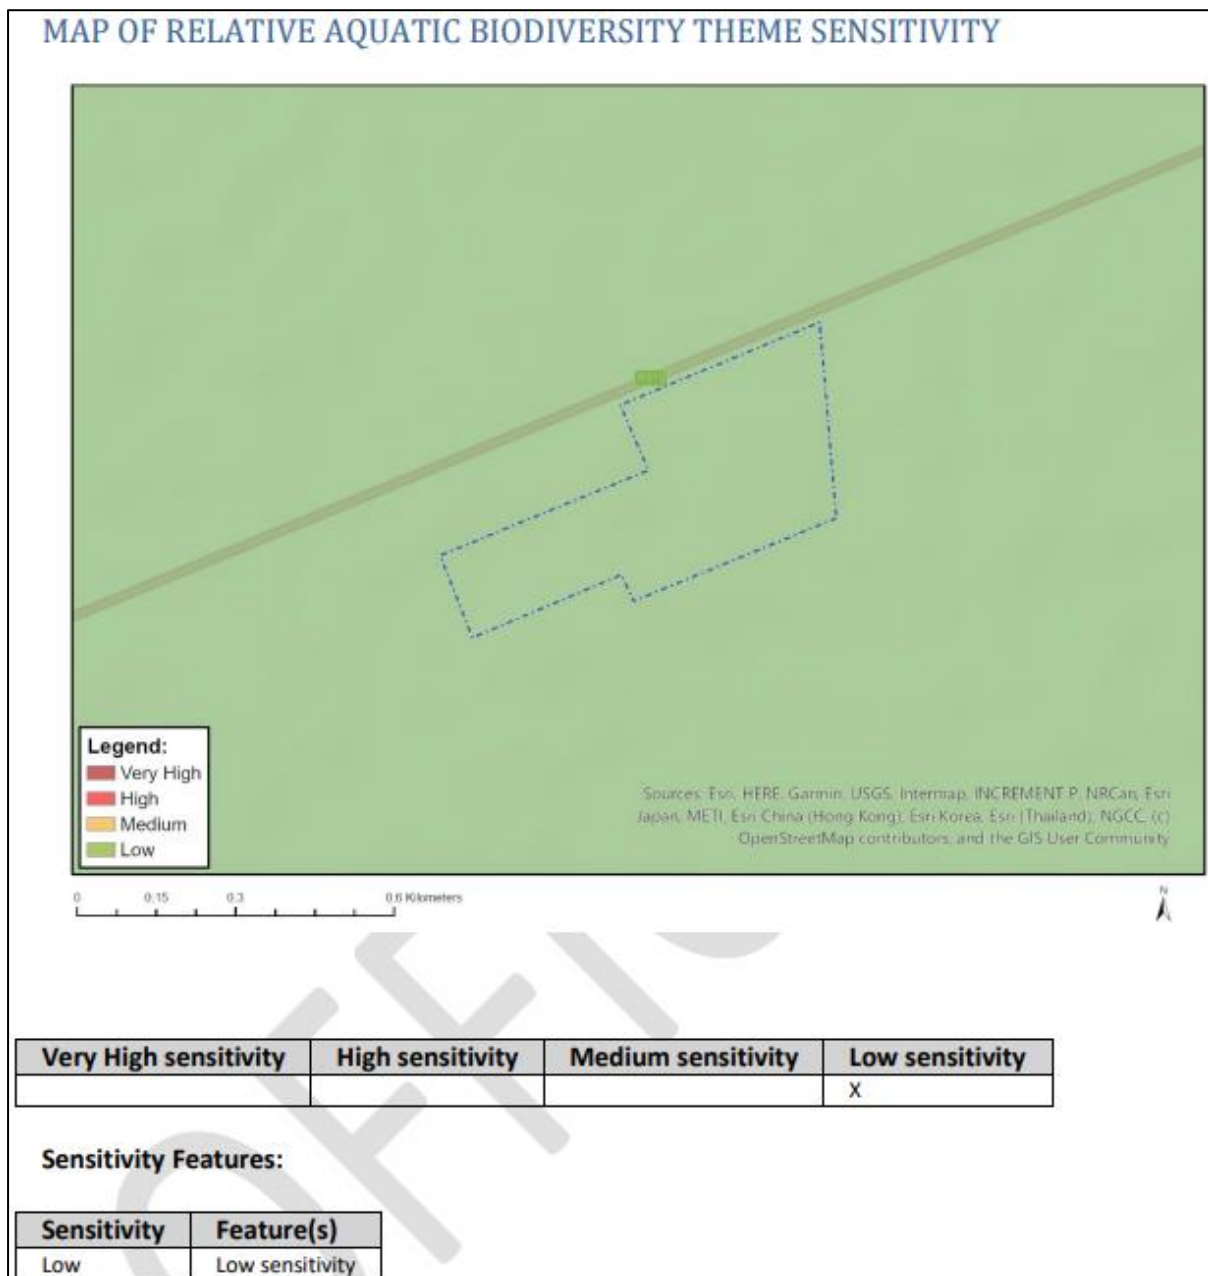 MAP OF RELATIVE AQUATIC BIODIVERSITY THEME SENSITIVITY
Legend:
Very High
High
Medium
Low
Sources: Esri, HERE, Garmin, USGS, Intermap, INCREMENT P, NRCan, Esri
Japan, METI, Esri China (Hong Kong), Esri Korea, Esri (Thailand), NGCC, (c)
OpenStreetMap contributors, and the GIS User Community
0 0.15 0.3 0.6 Kilometers
N
Very High sensitivity High sensitivity Medium sensitivity Low sensitivity
X
Sensitivity Features:
Sensitivity Feature(s)
Low Low sensitivity